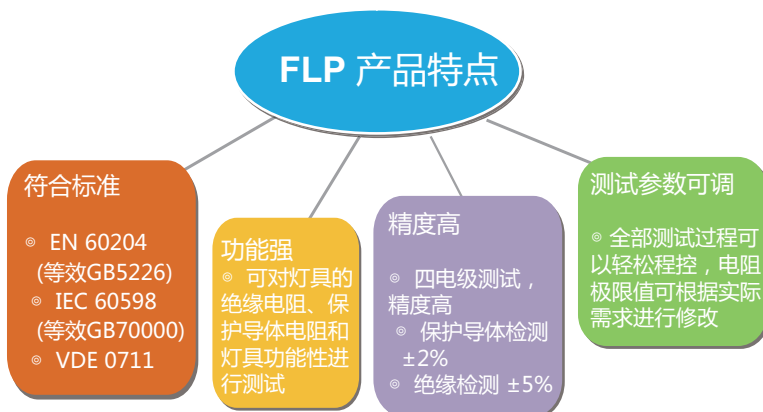 FLP 产品特点
符合标准
◎ EN 60204
(等效GB5226)
◎ IEC 60598
(等效GB70000)
◎ VDE 0711
功能强
◎ 可对灯具的
绝缘电阻、保
护导体电阻和
灯具功能性进
行测试
精度高
◎ 四电级测试，
精度高
◎ 保护导体检测
±2%
◎ 绝缘检测 ±5%
测试参数可调
◎ 全部测试过程可
以轻松程控，电阻
极限值可根据实际
需求进行修改